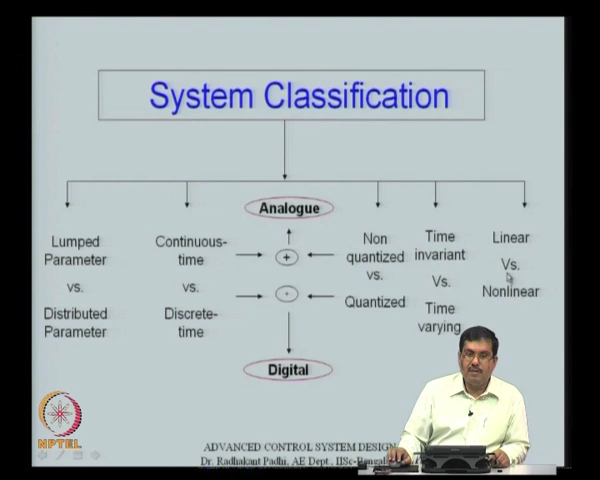 System Classification
Analogue
Lumped
Parameter
vs.
Distributed
Parameter
Continuous-
time
vs.
Discrete-
time
+
Non
quantized
vs.
Quantized
Time
invariant
Vs.
Time
varying
Linear
Vs.
Nonlinear
Digital
NPTEL
ADVANCED CONTROL SYSTEM DESIGN
Dr. Radhakant Padhi, AE Dept., IISc-Bangal